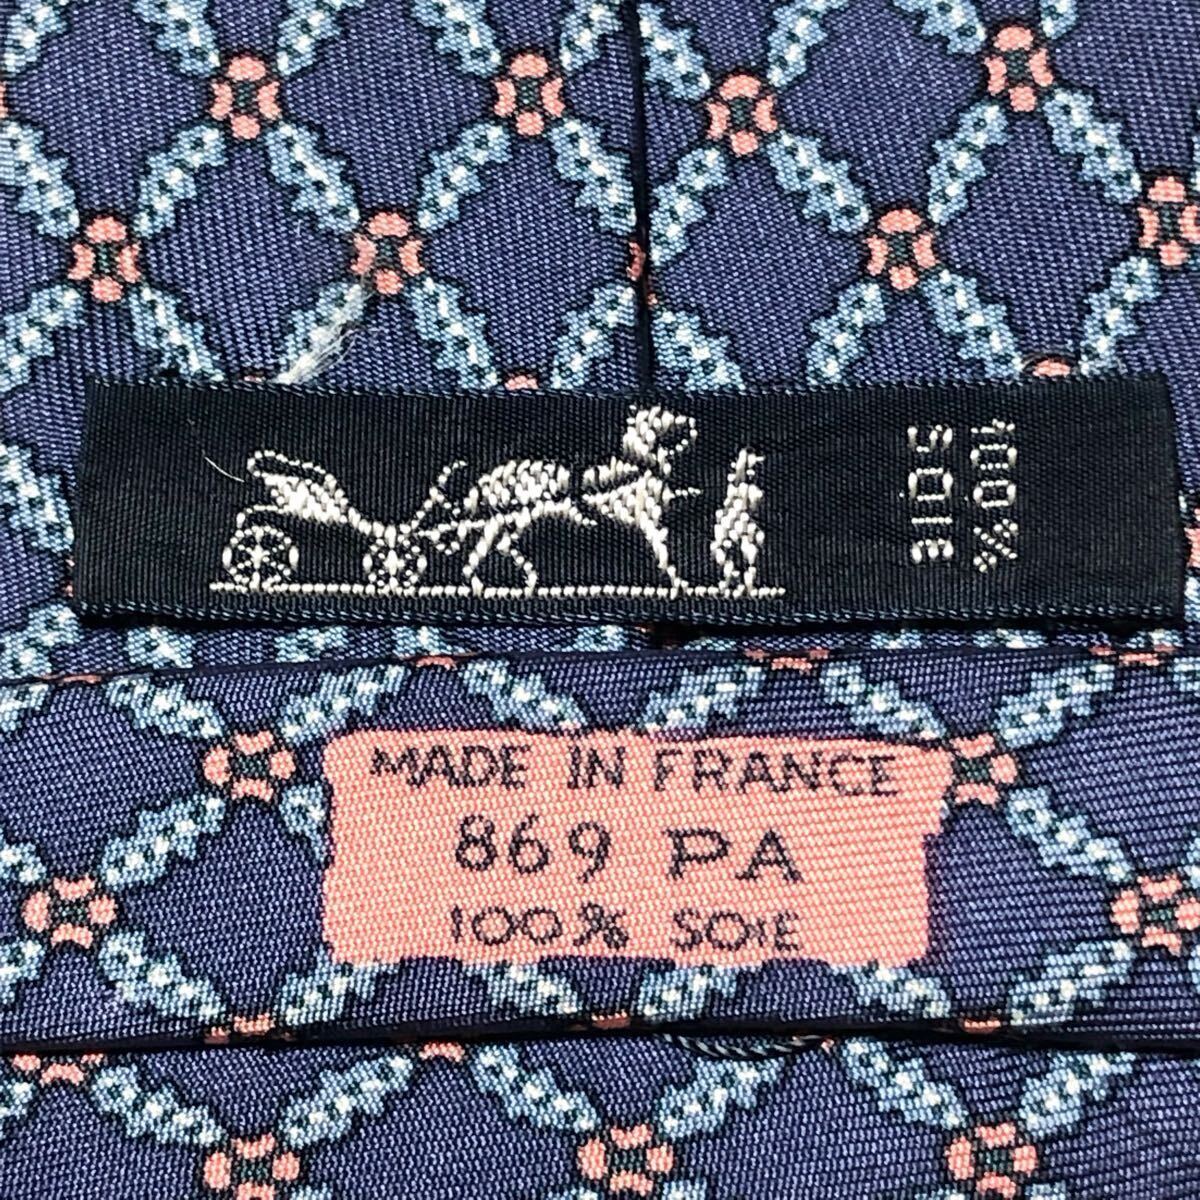 100%
SOIE
MADE IN FRANCE
869 PA
100% SOIE